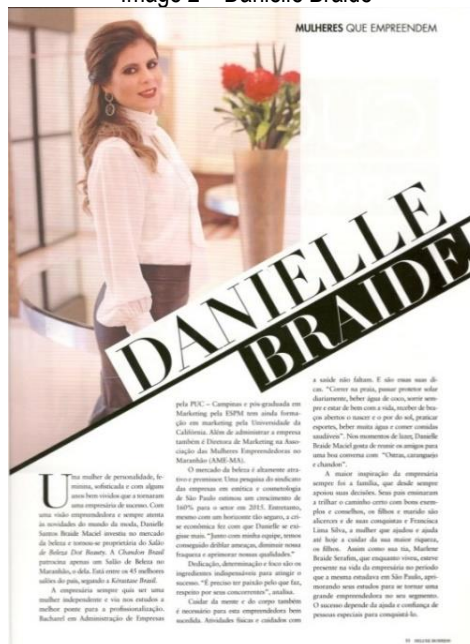 Image 2 – Danielle Braide
MULHERES QUE EMPREENDEM
DANIELLE
BRAIDE
Uma mulher de personalidade, fe-
minina, sofisticada e com alguns
anos bem vividos que a tornaram
uma empresária de sucesso. Com
uma visão empreendedora e sempre atenta
às novidades do mundo da moda, Danielle
Santos Braide Maciel investiu no mercado
da beleza e tornou-se proprietária do Salão
de Beleza Dot Beauty. A Chandon Brasil
patrocina apenas um Salão de Beleza no
Maranhão, o dela. Está entre os 45 melhores
salões do país, segundo a Kérastase Brasil.
A empresária sempre quis ser uma
mulher independente e viu nos estudos a
melhor ponte para a profissionalização.
Bacharel em Administração de Empresas
pela PUC – Campinas e pós-graduada em
Marketing pela ESPM tem ainda forma-
ção em marketing pela Universidade da
Califórnia. Além de administrar a empresa
também é Diretora de Marketing na Asso-
ciação das Mulheres Empreendedoras no
Maranhão (AME-MA).
O mercado da beleza é altamente atra-
tivo e promissor. Uma pesquisa do sindicato
das empresas em estética e cosmetologia
de São Paulo estimou um crescimento de
160% para o setor em 2015. Entretanto,
mesmo com um horizonte tão seguro, a cri-
se econômica fez com que Danielle se exi-
gisse mais. "Junto com minha equipe, temos
conseguido driblar ameaças, diminuir nossa
fraqueza e aprimorar nossas qualidades."
Dedicação, determinação e foco são os
ingredientes indispensáveis para atingir o
sucesso. "É preciso ter paixão pelo que faz,
respeito por seus concorrentes", analisa.
Cuidar da mente e do corpo também
é necessário para esta empreendedora bem
sucedida. Atividades físicas e cuidados com
a saúde não faltam. E são essas suas di-
cas. "Correr na praia, passar protetor solar
diariamente, beber água de coco, sorrir sem-
pre e estar de bem com a vida, receber de bra-
ços abertos o nascer e o por do sol, praticar
esportes, beber muita água e comer comidas
saudáveis". Nos momentos de lazer, Danielle
Braide Maciel gosta de reunir os amigos para
uma boa conversa com "Ostras, caranguejo
e chandon".
A maior inspiração da empresária
sempre foi a família, que desde sempre
apoiou suas decisões. Seus pais ensinaram
a trilhar o caminho certo com bons exem-
plos e conselhos, os filhos e marido são
alicerces e de suas conquistas e Francisca
Lima Silva, a mulher que ajudou e ajuda
até hoje a cuidar da sua maior riqueza,
os filhos. Assim como sua tia, Marlene
Braide Serafim, que enquanto viveu, esteve
presente na vida da empresária no período
que a mesma estudava em São Paulo, apri-
morando seus estudos para se tornar uma
grande empreendedora no seu segmento.
O sucesso depende da ajuda e confiança de
pessoas especiais para conquistá-lo.